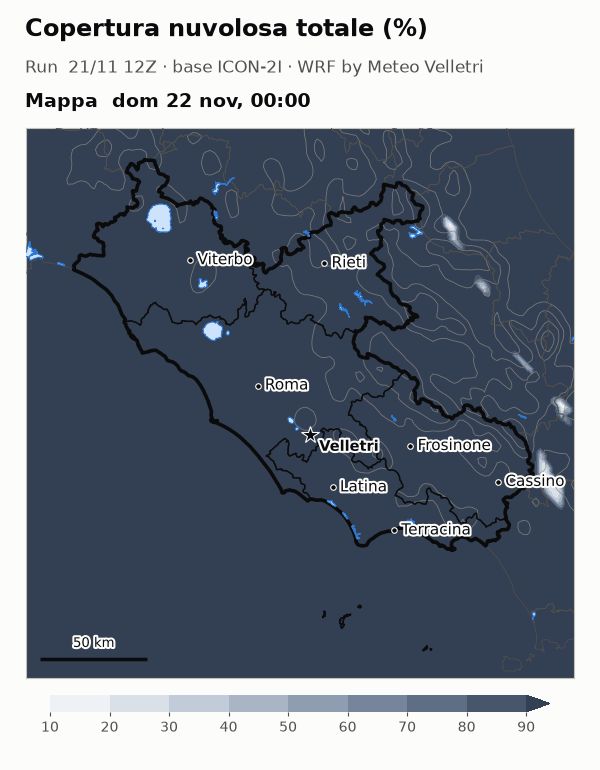 Copertura nuvolosa totale (%)
Run  21/11 12Z · base ICON-2I · WRF by Meteo Velletri
Mappa  dom 22 nov, 00:00
Viterbo
Rieti
Roma
Velletri
Frosinone
Latina
Cassino
Terracina
50 km
10 20 30 40 50 60 70 80 90